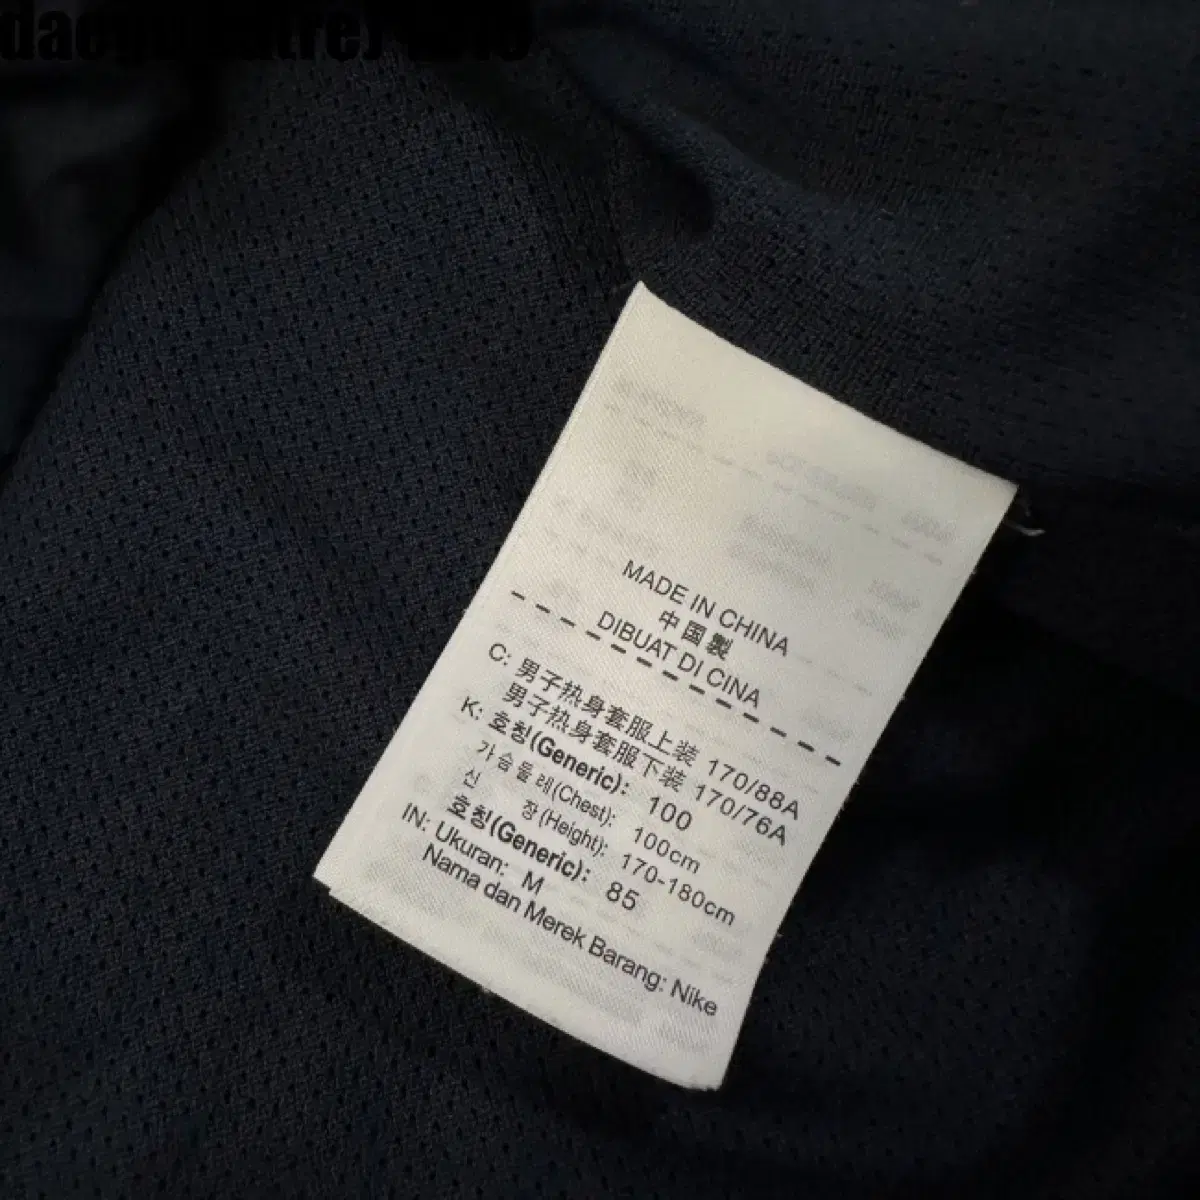 MADE IN CHINA
中国製
DIBUAT DI CINA
C: 男子热身套服上装 170/88A
男子热身套服下装 170/76A
K: 호칭(Generic): 100
가슴둘레(Chest): 100cm
신 장(Height): 170-180cm
호칭(Generic): 85
IN: Ukuran: M
Nama dan Merek Barang: Nike